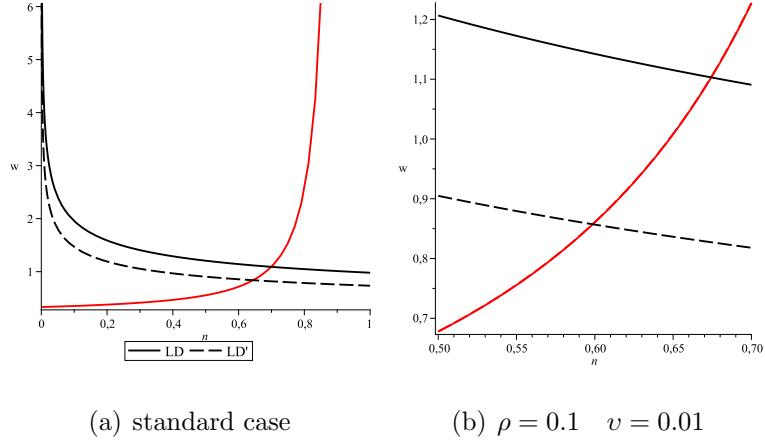 6
5
4
3
w
2
1
0
0,2
0,4
0,6
0,8
1
n
LD
LD'
(a) standard case
1,2
1,1
1,0
w
0,9
0,8
0,7
0,50
0,55
0,60
0,65
0,70
n
(b) ρ = 0.1 υ = 0.01